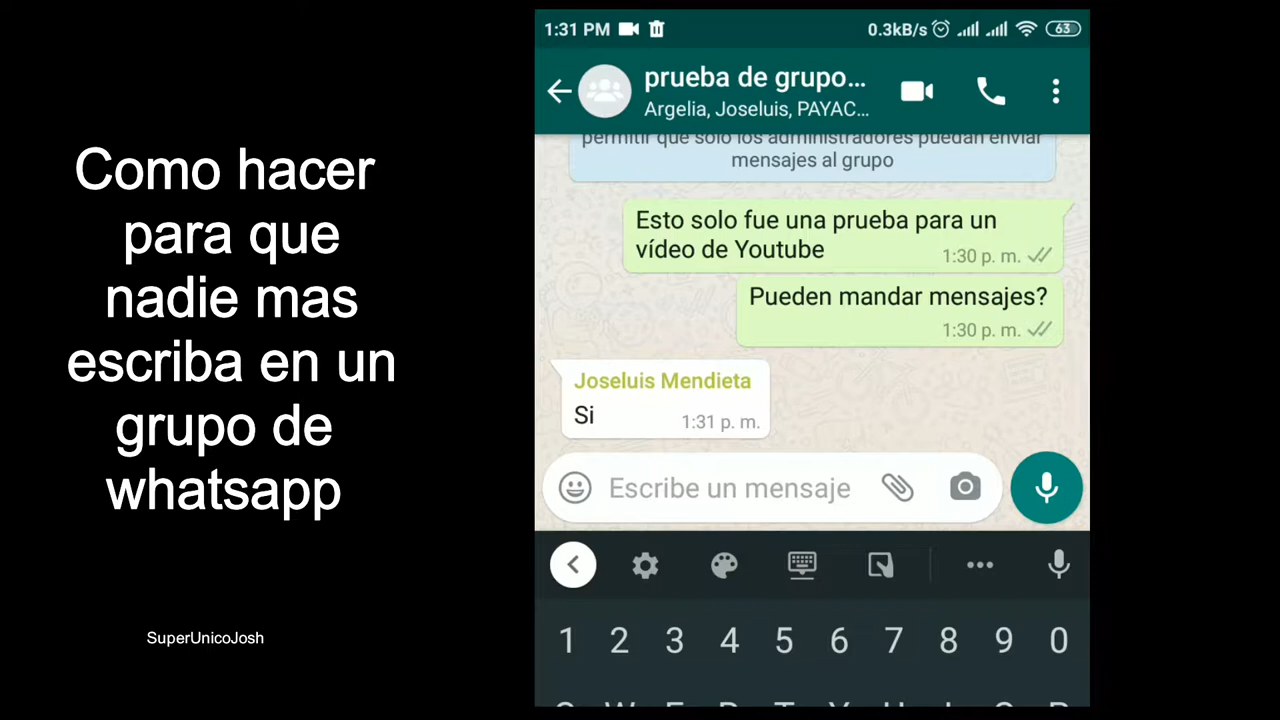 Como hacer
para que
nadie mas
escriba en un
grupo de
whatsapp
SuperUnicoJosh
1:31 PM 0.3kB/s 63
prueba de grupo...
Argelia, Joseluis, PAYAC...
permitir que solo los administradores puedan enviar
mensajes al grupo
Esto solo fue una prueba para un
vídeo de Youtube
1:30 p. m.
Pueden mandar mensajes?
1:30 p. m.
Joseluis Mendieta
Si 1:31 p. m.
Escribe un mensaje
1 2 3 4 5 6 7 8 9 0